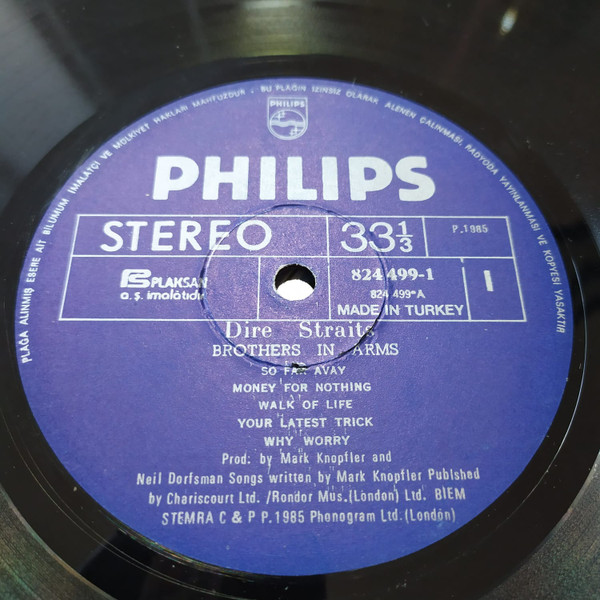 PLAĞA ALINMIŞ ESERE AİT BİLUMUM İMALATÇI VE MÜLKİYET HAKLARI MAHFUZDUR . BU PLAĞIN İZİNSİZ OLARAK ALENEN ÇALINMASI, RADYODA YAYINLANMASI VE KOPYESİ YASAKTIR
PHILIPS
PHILIPS
STEREO 33 1/3 P.1985
PLAKSAN 824 499-1 I
a.ş. imalâtıdır 824 499-A
MADE IN TURKEY
Dire Straits
BROTHERS IN ARMS
SO FAR AVAY
MONEY FOR NOTHING
WALK OF LIFE
YOUR LATEST TRICK
WHY WORRY
Prod: by Mark Knopfler and
Neil Dorfsman Songs written by Mark Knopfler Publshed
by Chariscourt Ltd. /Rondor Mus.(London) Ltd. BIEM
STEMRA C & P P.1985 Phonogram Ltd.(London)